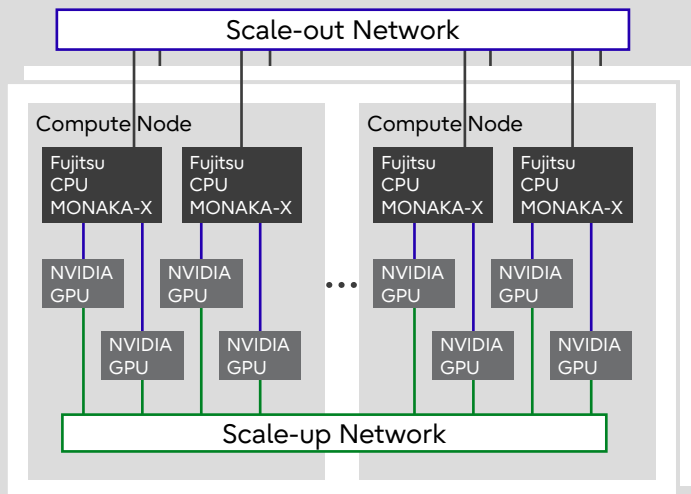 Scale-out Network
Compute Node
Fujitsu
CPU
MONAKA-X
Fujitsu
CPU
MONAKA-X
NVIDIA
GPU
NVIDIA
GPU
NVIDIA
GPU
NVIDIA
GPU
...
Compute Node
Fujitsu
CPU
MONAKA-X
Fujitsu
CPU
MONAKA-X
NVIDIA
GPU
NVIDIA
GPU
NVIDIA
GPU
NVIDIA
GPU
Scale-up Network